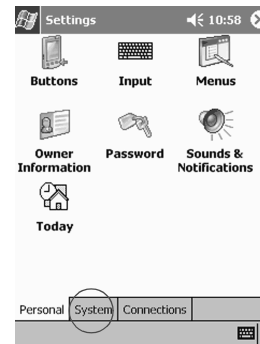 Settings 10:58
Buttons Input Menus
Owner Information Password Sounds & Notifications
Today
Personal System Connections